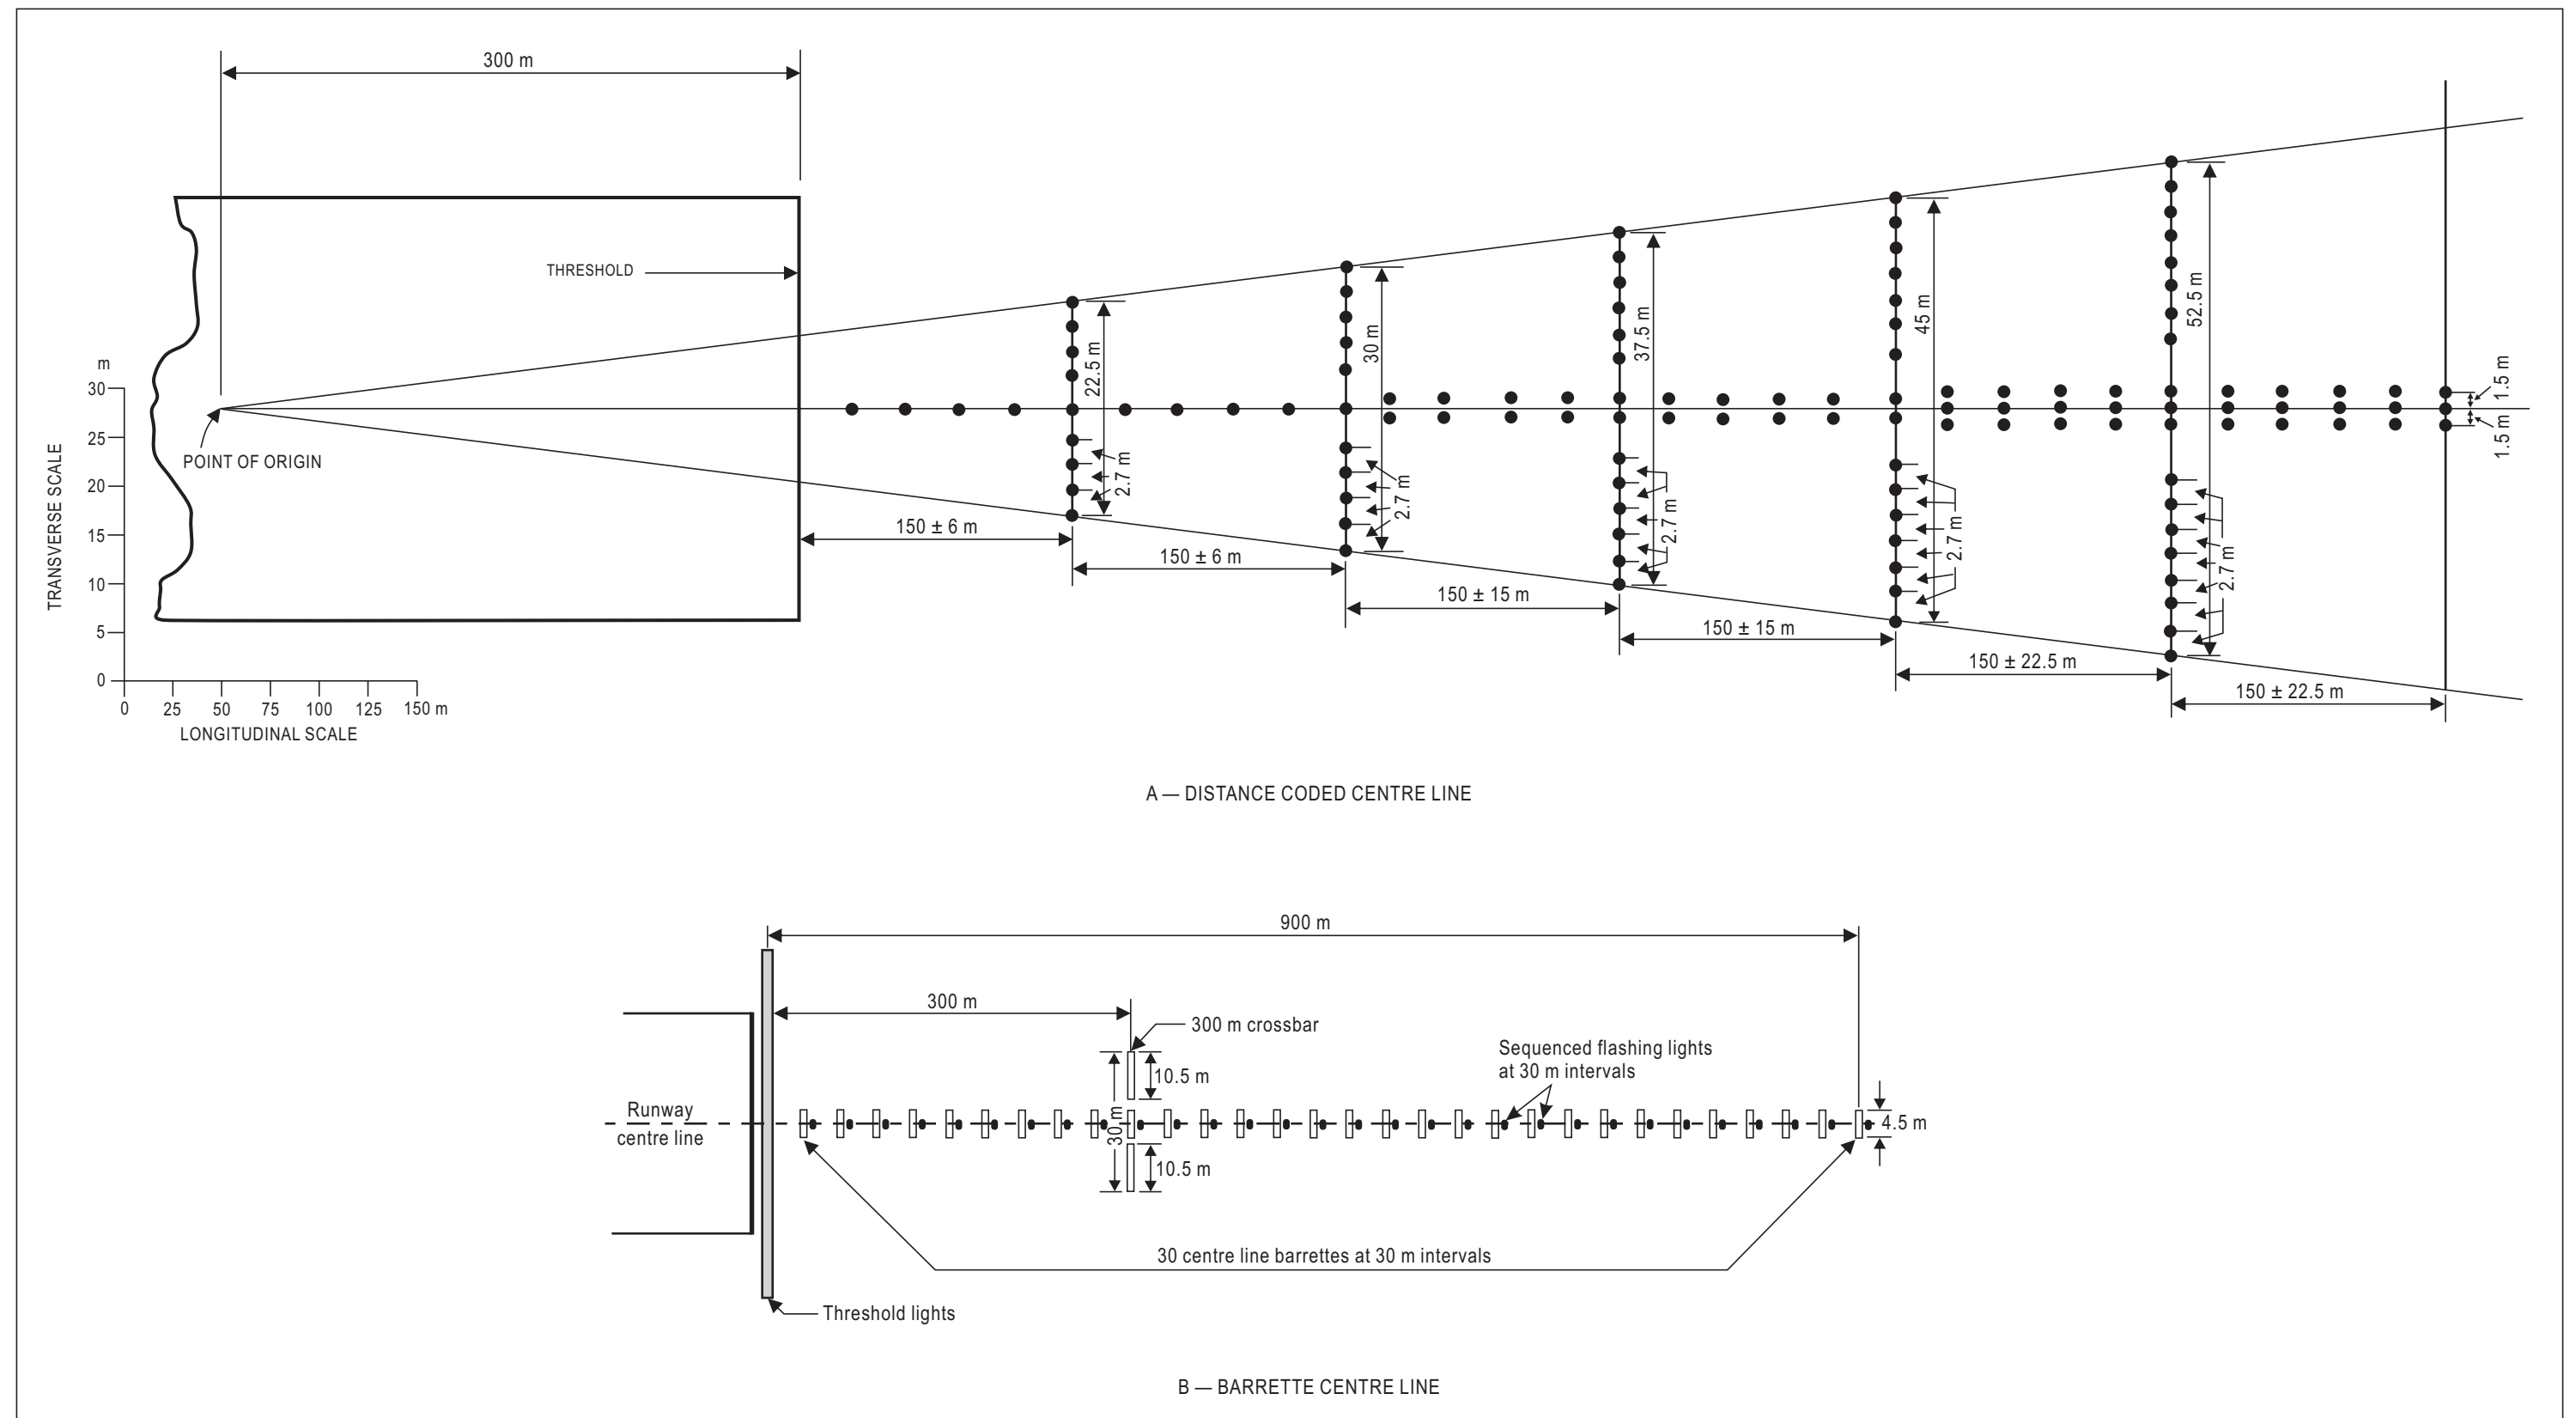 300 m
THRESHOLD
POINT OF ORIGIN
m
30
25
20
15
10
5
0
TRANSVERSE SCALE
0 25 50 75 100 125 150 m
LONGITUDINAL SCALE
22.5 m
2.7 m
30 m
2.7 m
37.5 m
2.7 m
45 m
2.7 m
52.5 m
2.7 m
1.5 m
1.5 m
150 ± 6 m
150 ± 6 m
150 ± 15 m
150 ± 15 m
150 ± 22.5 m
150 ± 22.5 m
A — DISTANCE CODED CENTRE LINE
900 m
300 m
300 m crossbar
10.5 m
30 m
10.5 m
Sequenced flashing lights
at 30 m intervals
4.5 m
Runway
centre line
30 centre line barrettes at 30 m intervals
Threshold lights
B — BARRETTE CENTRE LINE